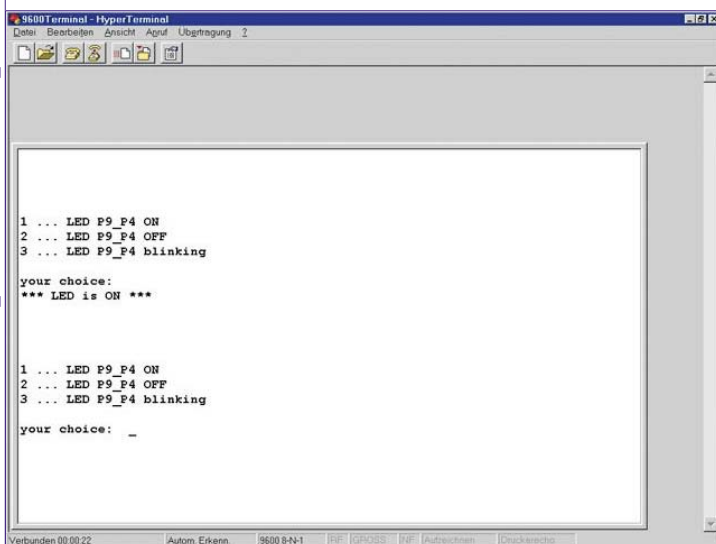 9600Terminal - HyperTerminal
Datei Bearbeiten Ansicht Anruf Übertragung ?
1 ... LED P9_P4 ON
2 ... LED P9_P4 OFF
3 ... LED P9_P4 blinking
your choice:
*** LED is ON ***
1 ... LED P9_P4 ON
2 ... LED P9_P4 OFF
3 ... LED P9_P4 blinking
your choice: _
Verbunden 00:00:22 Autom. Erkenn. 9600 8-N-1 RF GROSS NF Aufzeichnen Druckerecho